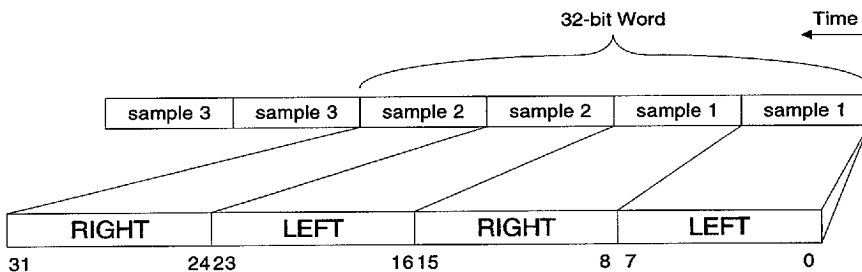 32-bit Word
Time
sample 3 sample 3 sample 2 sample 2 sample 1 sample 1
RIGHT LEFT RIGHT LEFT
31 24 23 16 15 8 7 0